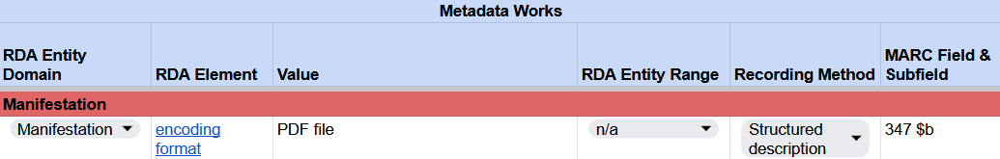 Metadata Works
RDA Entity Domain RDA Element Value RDA Entity Range Recording Method MARC Field & Subfield
Manifestation
Manifestation encoding format PDF file n/a Structured description 347 $b